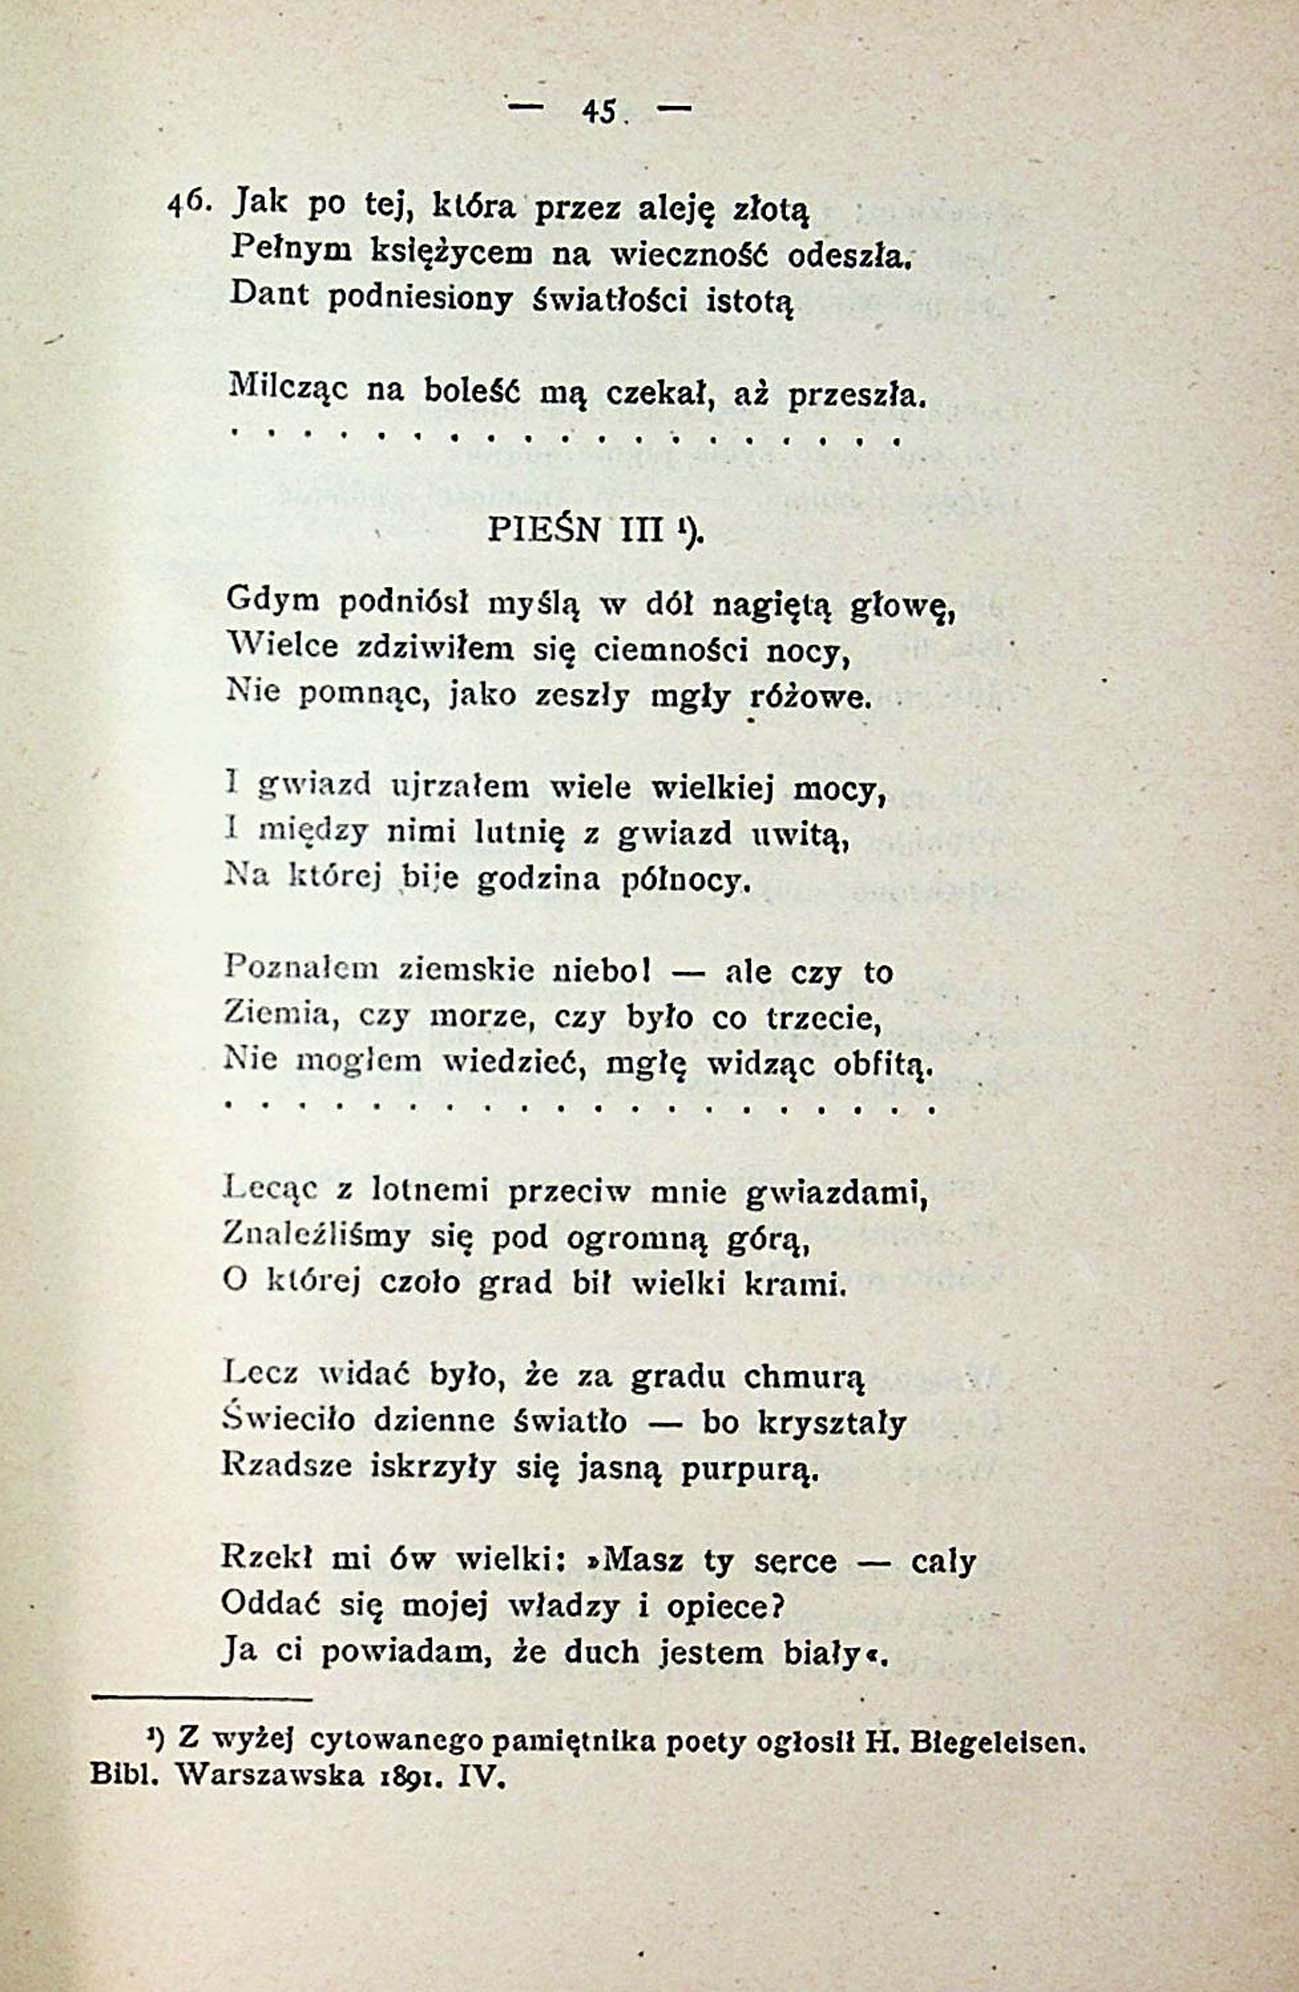 — 45. —
46. Jak po tej, która przez aleję złotą
Pełnym księżycem na wieczność odeszła.
Dant podniesiony światłości istotą
Milcząc na boleść mą czekał, aż przeszła.
. . . . . . . . . . . . . . . . . . .
PIEŚN III ¹).
Gdym podniósł myślą w dół nagiętą głowę,
Wielce zdziwiłem się ciemności nocy,
Nie pomnąc, jako zeszły mgły różowe.
I gwiazd ujrzałem wiele wielkiej mocy,
I między nimi lutnię z gwiazd uwitą,
Na której bije godzina północy.
Poznałem ziemskie niebo! — ale czy to
Ziemia, czy morze, czy było co trzecie,
Nie mogłem wiedzieć, mgłę widząc obfitą.
. . . . . . . . . . . . . . . . . . . .
Lecąc z lotnemi przeciw mnie gwiazdami,
Znaleźliśmy się pod ogromną górą,
O której czoło grad bił wielki krami.
Lecz widać było, że za gradu chmurą
Świeciło dzienne światło — bo kryształy
Rzadsze iskrzyły się jasną purpurą.
Rzekł mi ów wielki: »Masz ty serce — cały
Oddać się mojej władzy i opiece?
Ja ci powiadam, że duch jestem biały«.
¹) Z wyżej cytowanego pamiętnika poety ogłosił H. Biegeleisen.
Bibl. Warszawska 1891. IV.